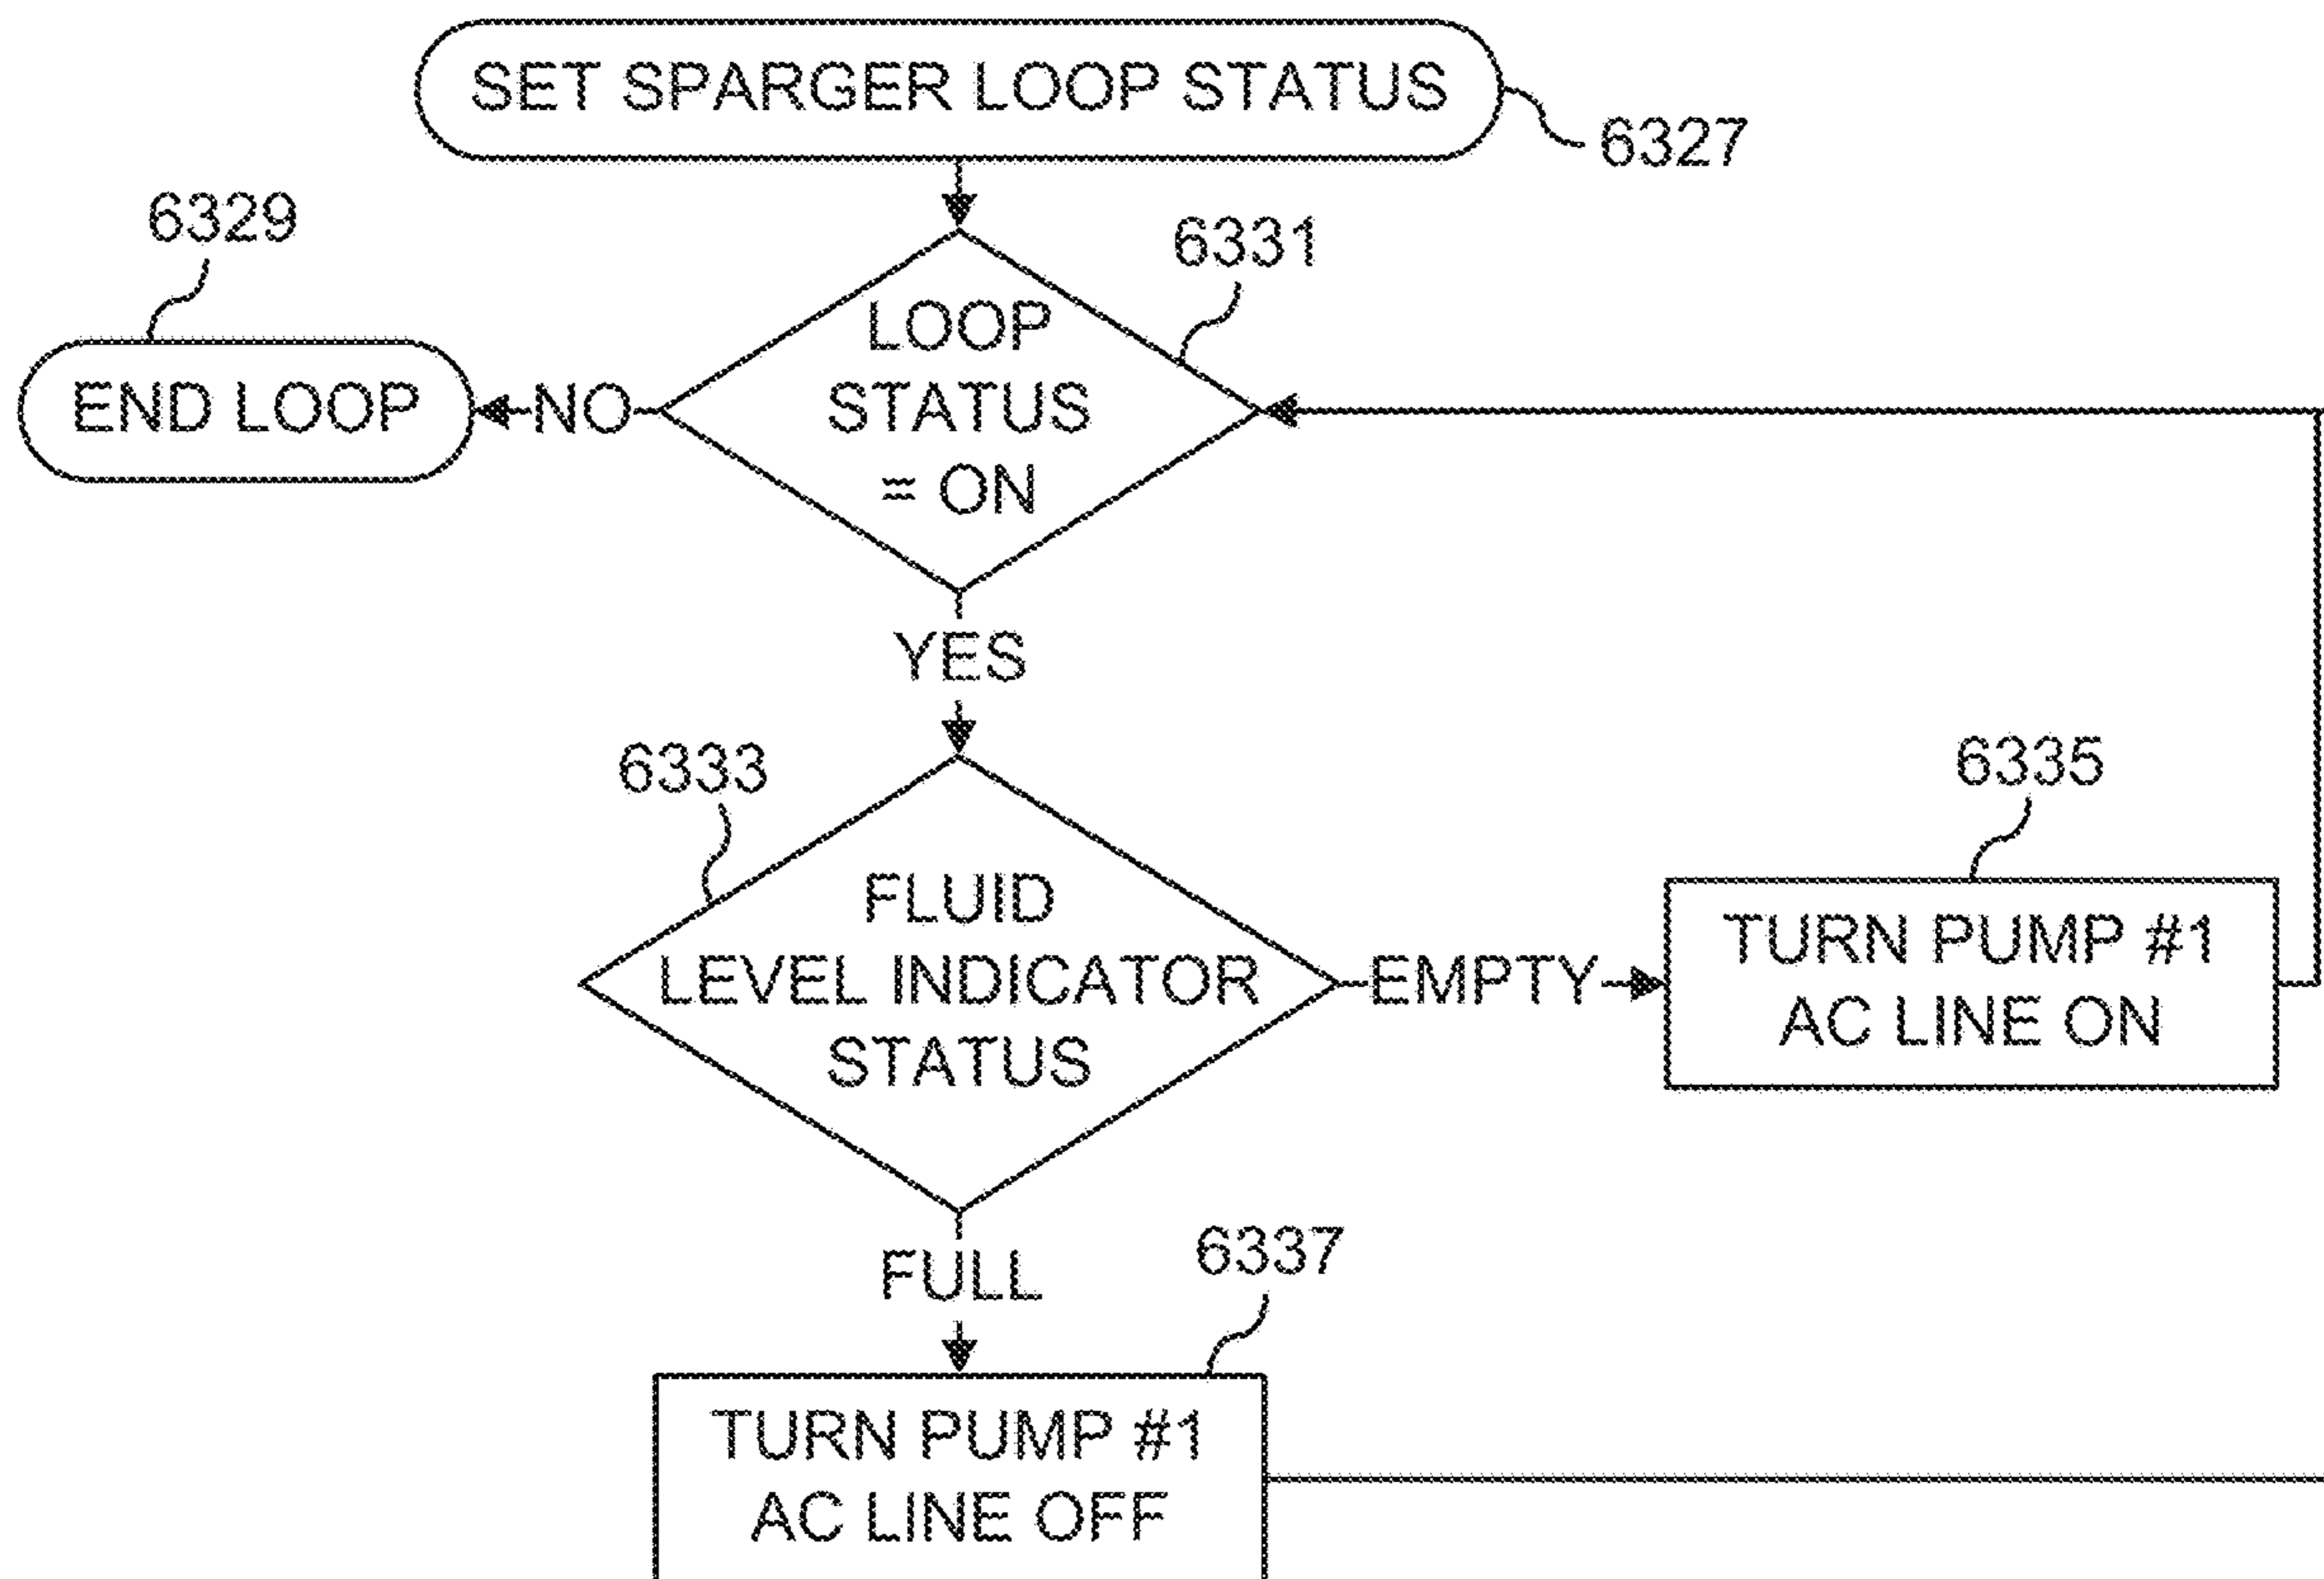 SET SPARGER LOOP STATUS
6327
6329
6331
LOOP
STATUS
= ON
END LOOP
NO
YES
6333
6335
FLUID
LEVEL INDICATOR
STATUS
EMPTY
TURN PUMP #1
AC LINE ON
FULL
6337
TURN PUMP #1
AC LINE OFF